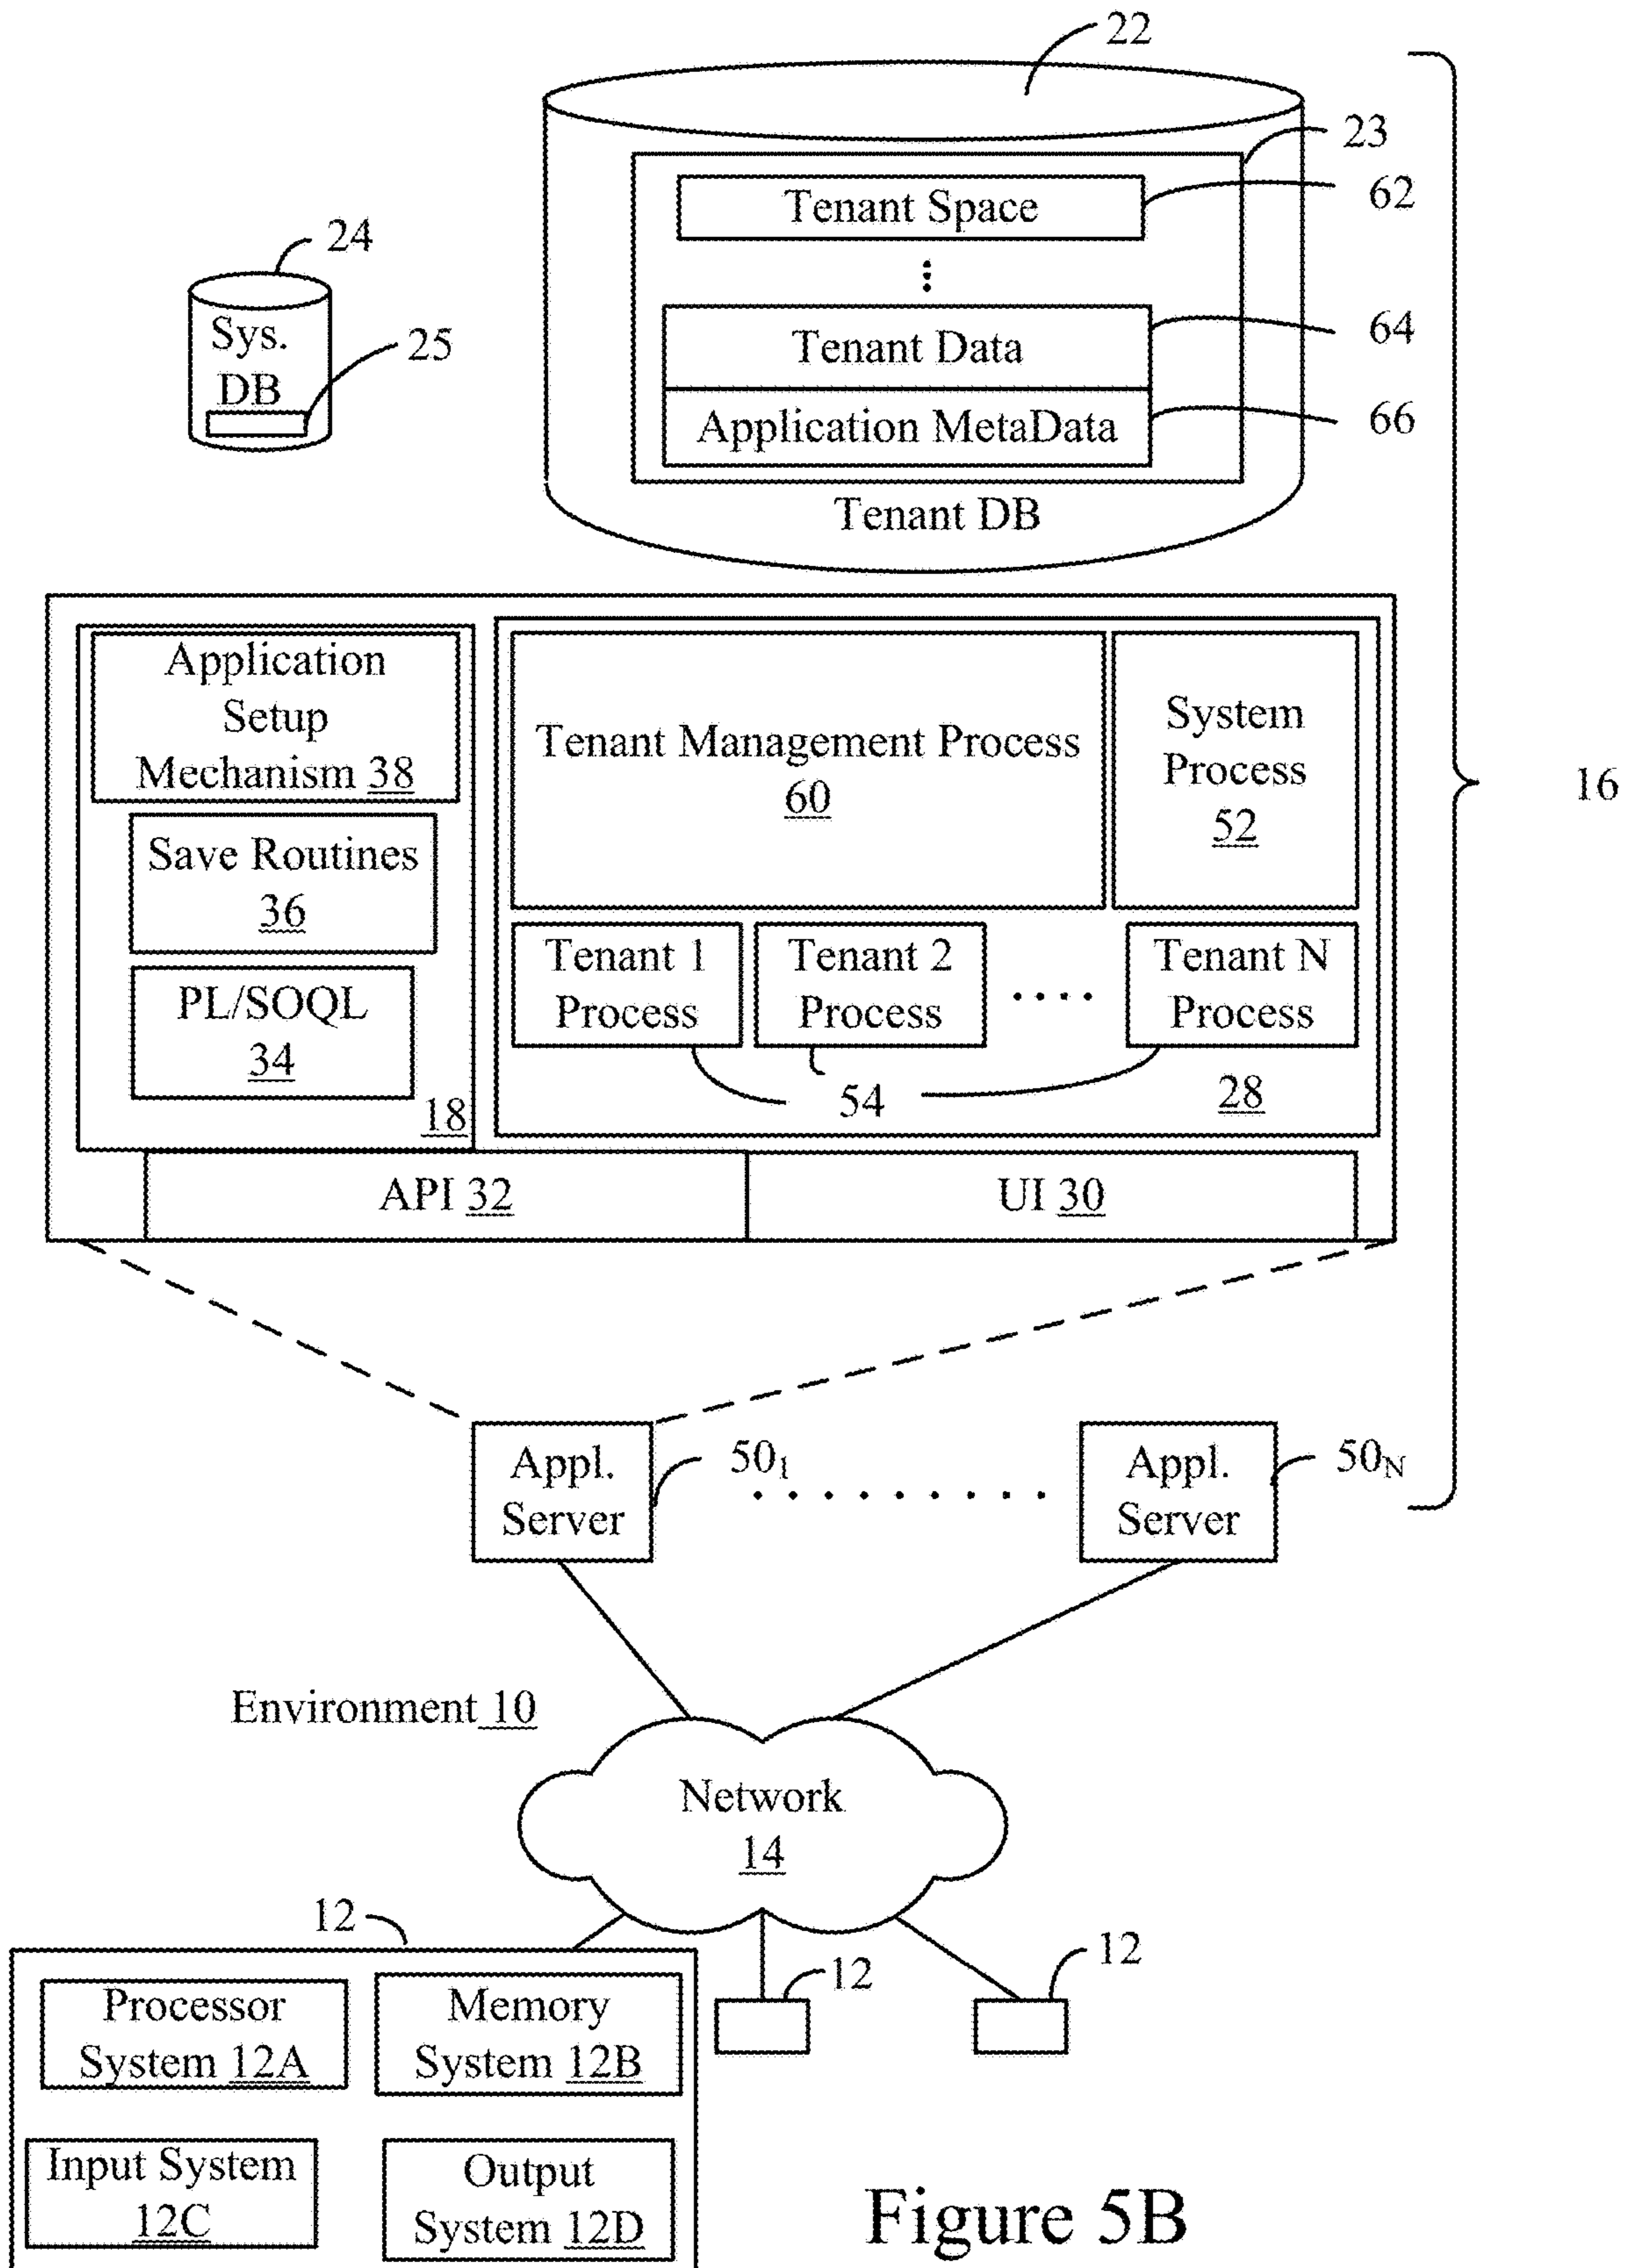 22
23
Tenant Space
62
24
Sys.
DB
25
Tenant Data
64
Application MetaData
66
Tenant DB
16
Application
Setup
Mechanism 38
Save Routines
36
PL/SOQL
34
18
Tenant Management Process
60
System
Process
52
Tenant 1
Process
Tenant 2
Process
Tenant N
Process
54
28
API 32
UI 30
Appl.
Server
50₁
Appl.
Server
50N
Environment 10
Network
14
12
Processor
System 12A
Memory
System 12B
Input System
12C
Output
System 12D
12
12
Figure 5B